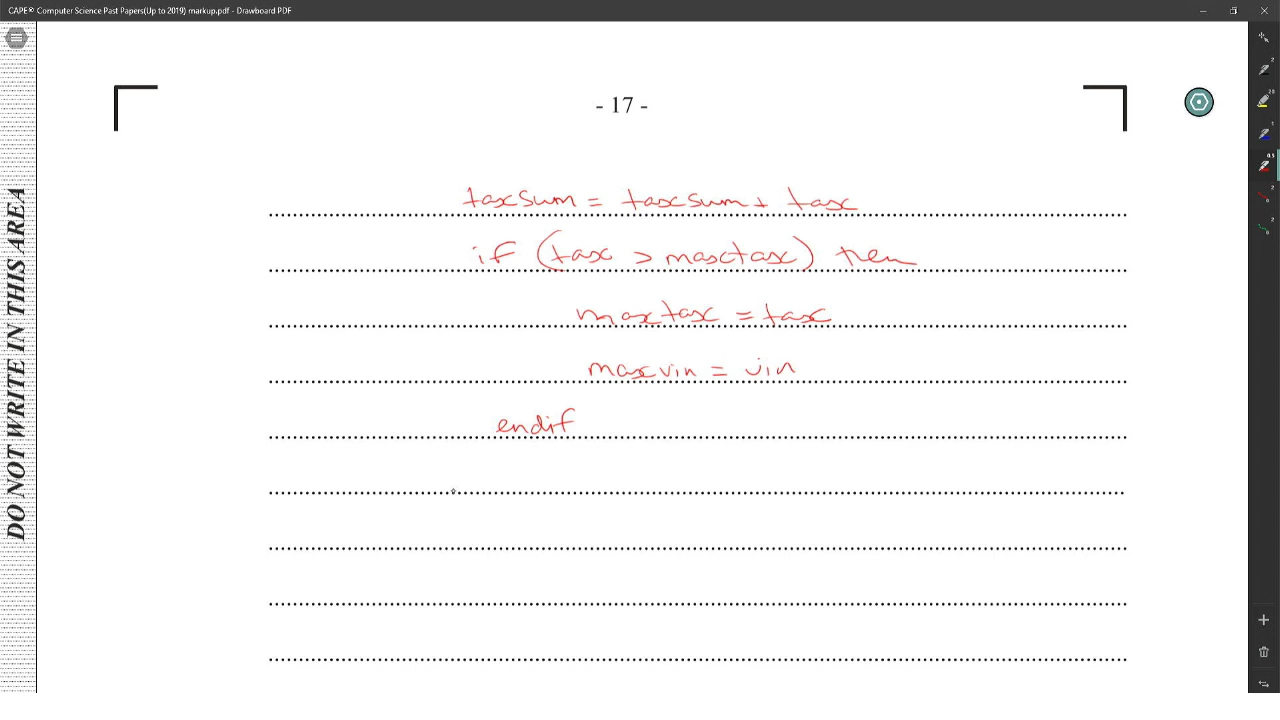 CAPE® Computer Science Past Papers(Up to 2019) markup.pdf - Drawboard PDF
- 17 -
taxsum = taxsum + tax
if (tax > maxtax) then
maxtax = tax
maxvin = vin
endif
DO NOT WRITE IN THIS AREA